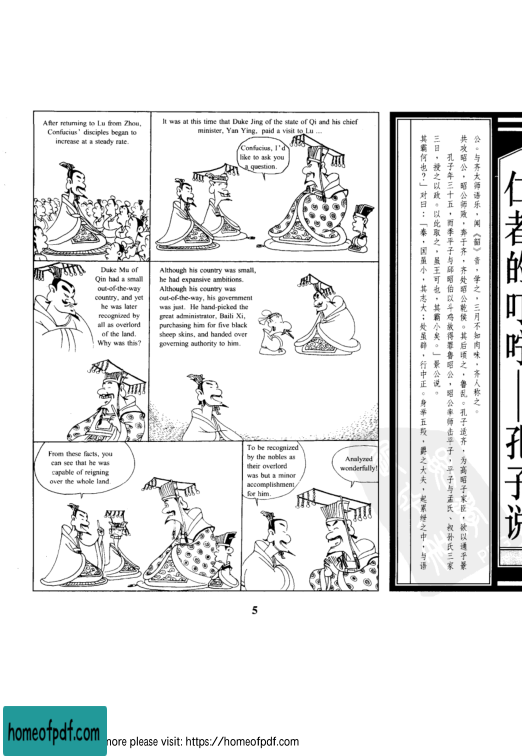 After returning to Lu from Zhou,
Confucius' disciples began to
increase at a steady rate.
It was at this time that Duke Jing of the state of Qi and his chief
minister, Yan Ying, paid a visit to Lu ...
Confucius, I'd
like to ask you
a question.
Duke Mu of
Qin had a small
out-of-the-way
country, and yet
he was later
recognized by
all as overlord
of the land.
Why was this?
Although his country was small,
he had expansive ambitions.
Although his country was
out-of-the-way, his government
was just. He hand-picked the
great administrator, Baili Xi,
purchasing him for five black
sheep skins, and handed over
governing authority to him.
From these facts, you
can see that he was
capable of reigning
over the whole land.
To be recognized
by the nobles as
their overlord
was but a minor
accomplishment
for him.
Analyzed
wonderfully!
仁者的叮咛—孔子说
公。与齐太师语乐，闻《韶》音，学之，三月不知肉味，齐人称之。
共攻昭公，昭公师败，奔于齐，齐处昭公乾侯。其后顷之，鲁乱。孔子适齐，为高昭子家臣，欲以通乎景
孔子年三十五，而季平子与郈昭伯以斗鸡故得罪鲁昭公，昭公率师击平子，平子与孟氏、叔孙氏三家
三日，授之以政。以此取之，虽王可也，其霸小矣。」景公说。
其霸何也？」对曰：「秦，国虽小，其志大；处虽辟，行中正。身举五羖，爵之大夫，起累绁之中，与语
5
homeofpdf.com
more please visit: https://homeofpdf.com